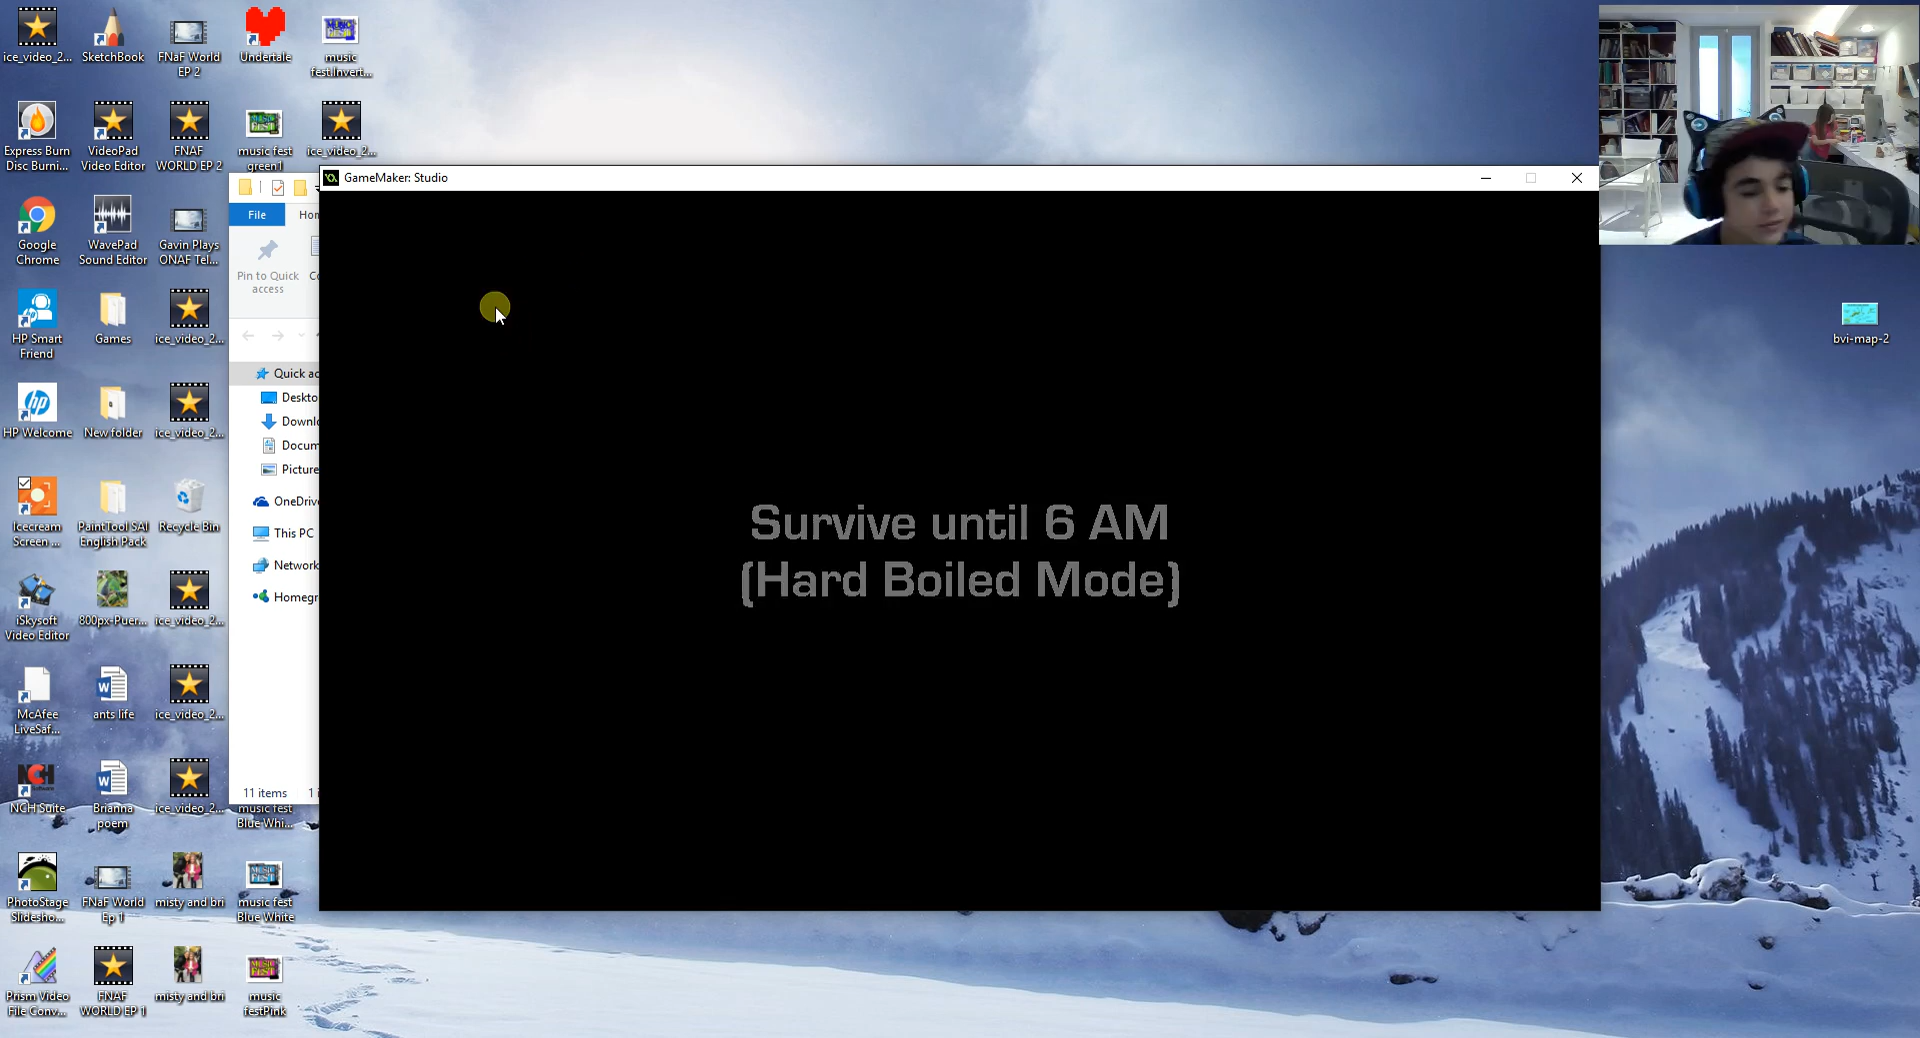 ice_video_2...
SketchBook
FNaF World
EP 2
Undertale
music
festInvert...
Express Burn
Disc Burni...
VideoPad
Video Editor
FNAF
WORLD EP 2
music fest
green1
ice_video_2...
GameMaker: Studio
File
Hom
Google
Chrome
WavePad
Sound Editor
Gavin Plays
ONAF Tel...
Pin to Quick
access
HP Smart
Friend
Games
ice_video_2...
bvi-map-2
Quick ac
Deskto
Downlo
Docum
Picture
HP Welcome
New folder
ice_video_2...
OneDriv
This PC
Network
Homegr
Survive until 6 AM
(Hard Boiled Mode)
Icecream
Screen ...
PaintTool SAI
English Pack
Recycle Bin
iSkysoft
Video Editor
800px-Puer...
ice_video_2...
McAfee
LiveSaf...
ants life
ice_video_2...
11 items
NCH Suite
Brianna
poem
ice_video_2...
music fest
Blue Whi...
PhotoStage
Slidesho...
FNaF World
Ep 1
misty and bri
music fest
Blue White
Prism Video
File Conv...
FNAF
WORLD EP 1
misty and bri
music
festPink